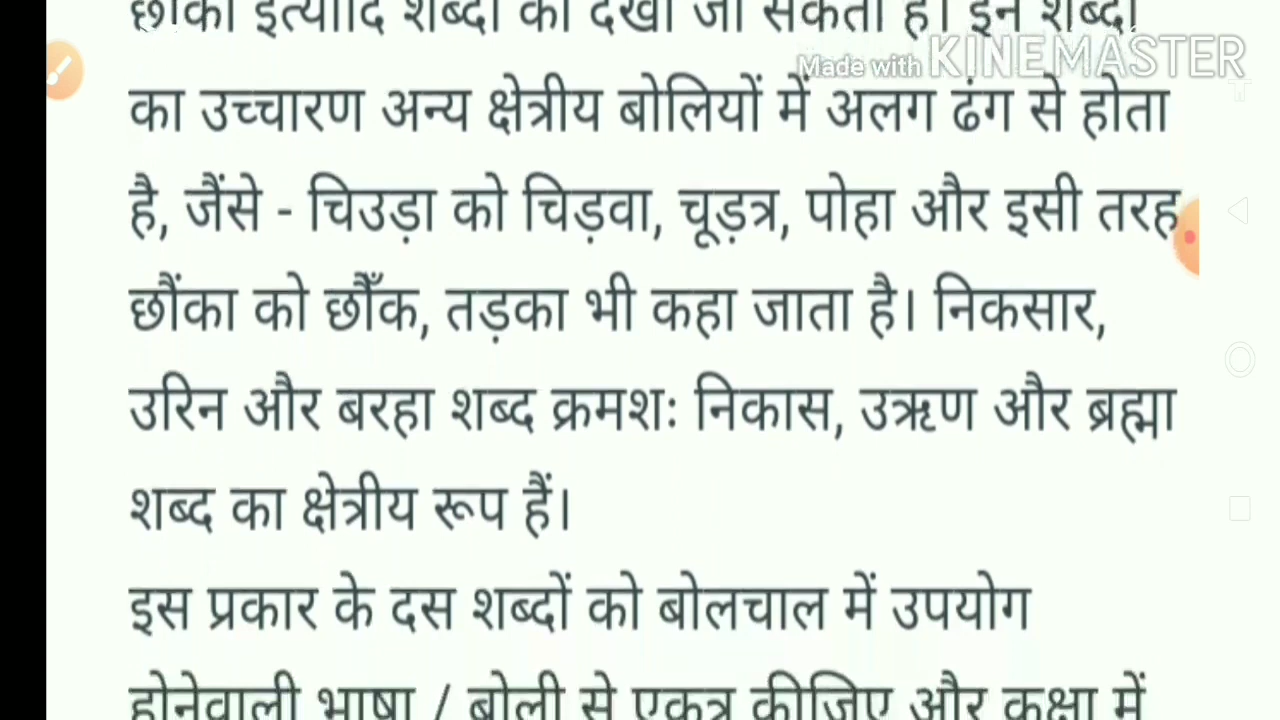 छौंका इत्यादि शब्दों को देखा जा सकता है। इन शब्दों
Made with KINEMASTER
का उच्चारण अन्य क्षेत्रीय बोलियों में अलग ढंग से होता
है, जैंसे - चिउड़ा को चिड़वा, चूड़त्र, पोहा और इसी तरह
छौंका को छौँक, तड़का भी कहा जाता है। निकसार,
उरिन और बरहा शब्द क्रमशः निकास, उऋण और ब्रह्मा
शब्द का क्षेत्रीय रूप हैं।
इस प्रकार के दस शब्दों को बोलचाल में उपयोग
होनेवाली भाषा / बोली से एकत्र कीजिए और कक्षा में